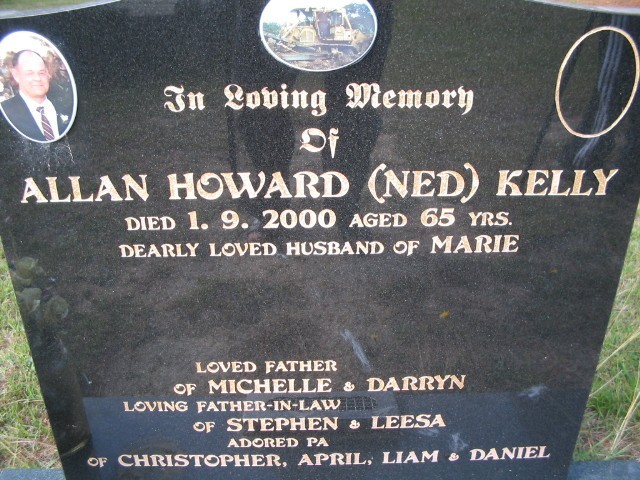 In Loving Memory
Of
ALLAN HOWARD (NED) KELLY
DIED 1. 9. 2000 AGED 65 YRS.
DEARLY LOVED HUSBAND OF MARIE
LOVED FATHER
OF MICHELLE & DARRYN
LOVING FATHER-IN-LAW
OF STEPHEN & LEESA
ADORED PA
OF CHRISTOPHER, APRIL, LIAM & DANIEL